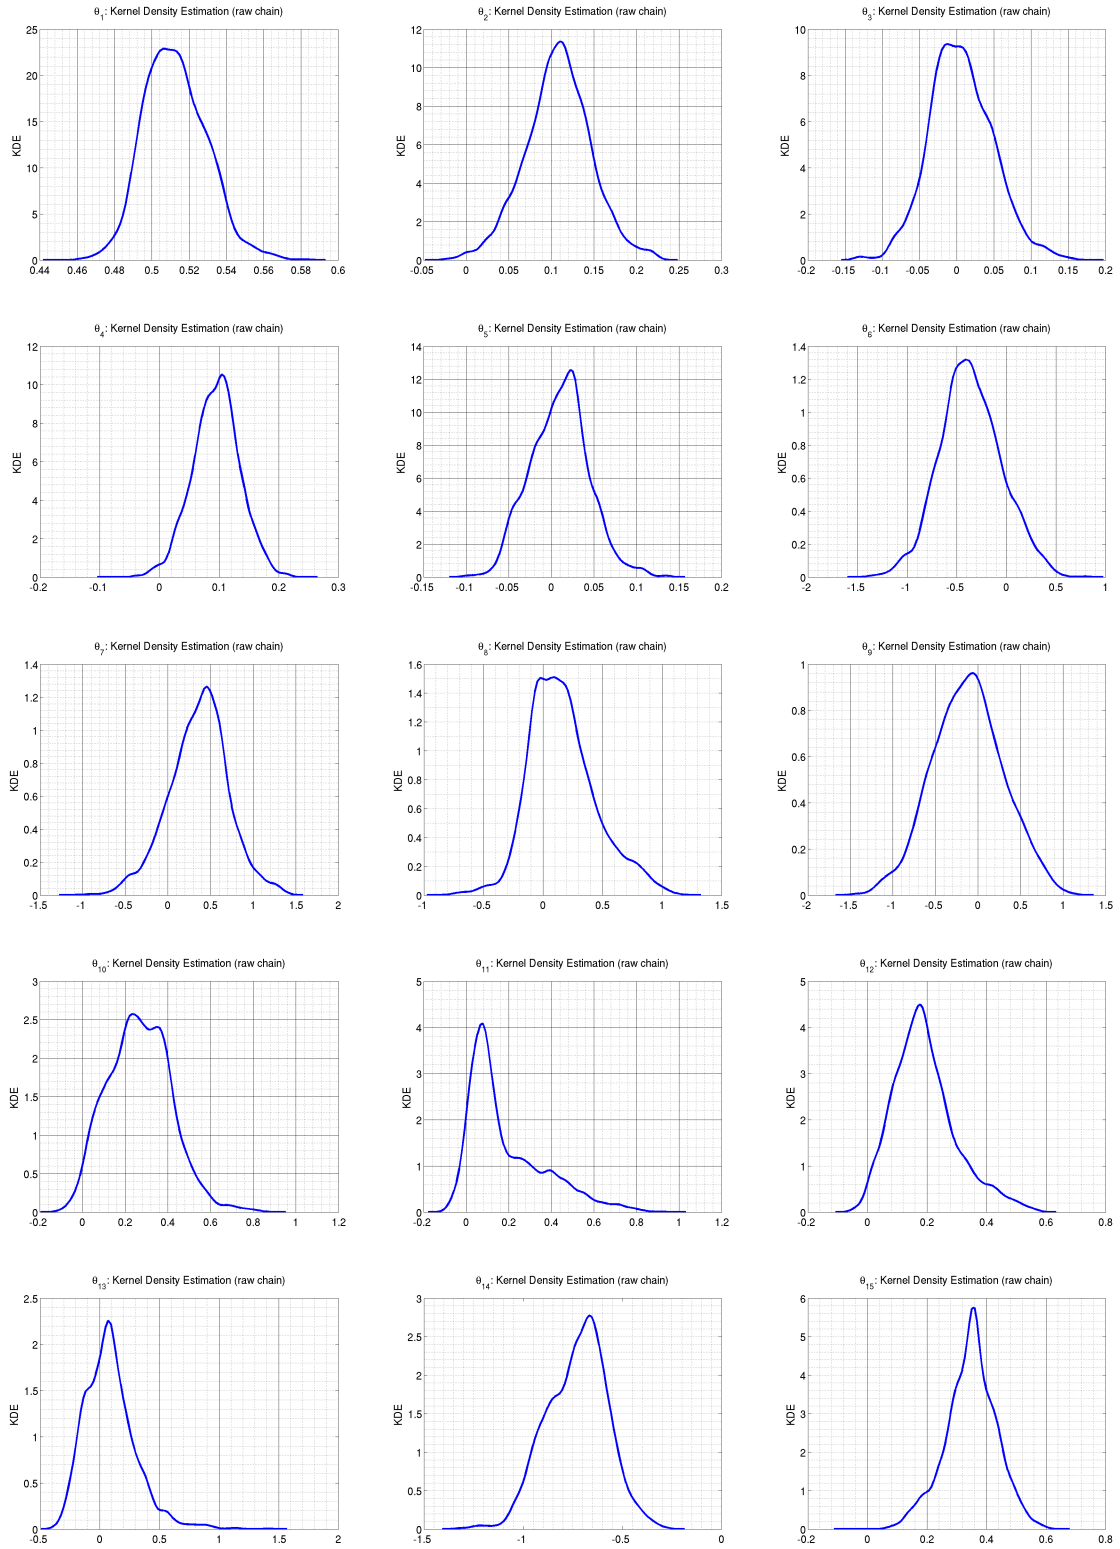 θ1: Kernel Density Estimation (raw chain)
θ2: Kernel Density Estimation (raw chain)
θ3: Kernel Density Estimation (raw chain)
25
20
15
10
5
0
KDE
0.44 0.46 0.48 0.5 0.52 0.54 0.56 0.58 0.6
12
10
8
6
4
2
0
KDE
-0.05 0 0.05 0.1 0.15 0.2 0.25 0.3
10
8
6
4
2
0
KDE
-0.2 -0.15 -0.1 -0.05 0 0.05 0.1 0.15 0.2
θ4: Kernel Density Estimation (raw chain)
θ5: Kernel Density Estimation (raw chain)
θ6: Kernel Density Estimation (raw chain)
12
10
8
6
4
2
0
KDE
-0.2 -0.1 0 0.1 0.2 0.3
14
12
10
8
6
4
2
0
KDE
-0.15 -0.1 -0.05 0 0.05 0.1 0.15 0.2
1.4
1.2
1
0.8
0.6
0.4
0.2
0
KDE
-2 -1.5 -1 -0.5 0 0.5 1
θ7: Kernel Density Estimation (raw chain)
θ8: Kernel Density Estimation (raw chain)
θ9: Kernel Density Estimation (raw chain)
1.4
1.2
1
0.8
0.6
0.4
0.2
0
KDE
-1.5 -1 -0.5 0 0.5 1 1.5 2
1.6
1.4
1.2
1
0.8
0.6
0.4
0.2
0
KDE
-1 -0.5 0 0.5 1 1.5
1
0.8
0.6
0.4
0.2
0
KDE
-2 -1.5 -1 -0.5 0 0.5 1 1.5
θ10: Kernel Density Estimation (raw chain)
θ11: Kernel Density Estimation (raw chain)
θ12: Kernel Density Estimation (raw chain)
3
2.5
2
1.5
1
0.5
0
KDE
-0.2 0 0.2 0.4 0.6 0.8 1 1.2
5
4
3
2
1
0
KDE
-0.2 0 0.2 0.4 0.6 0.8 1 1.2
5
4
3
2
1
0
KDE
-0.2 0 0.2 0.4 0.6 0.8
θ13: Kernel Density Estimation (raw chain)
θ14: Kernel Density Estimation (raw chain)
θ15: Kernel Density Estimation (raw chain)
2.5
2
1.5
1
0.5
0
KDE
-0.5 0 0.5 1 1.5 2
3
2.5
2
1.5
1
0.5
0
KDE
-1.5 -1 -0.5 0
6
5
4
3
2
1
0
KDE
-0.2 0 0.2 0.4 0.6 0.8